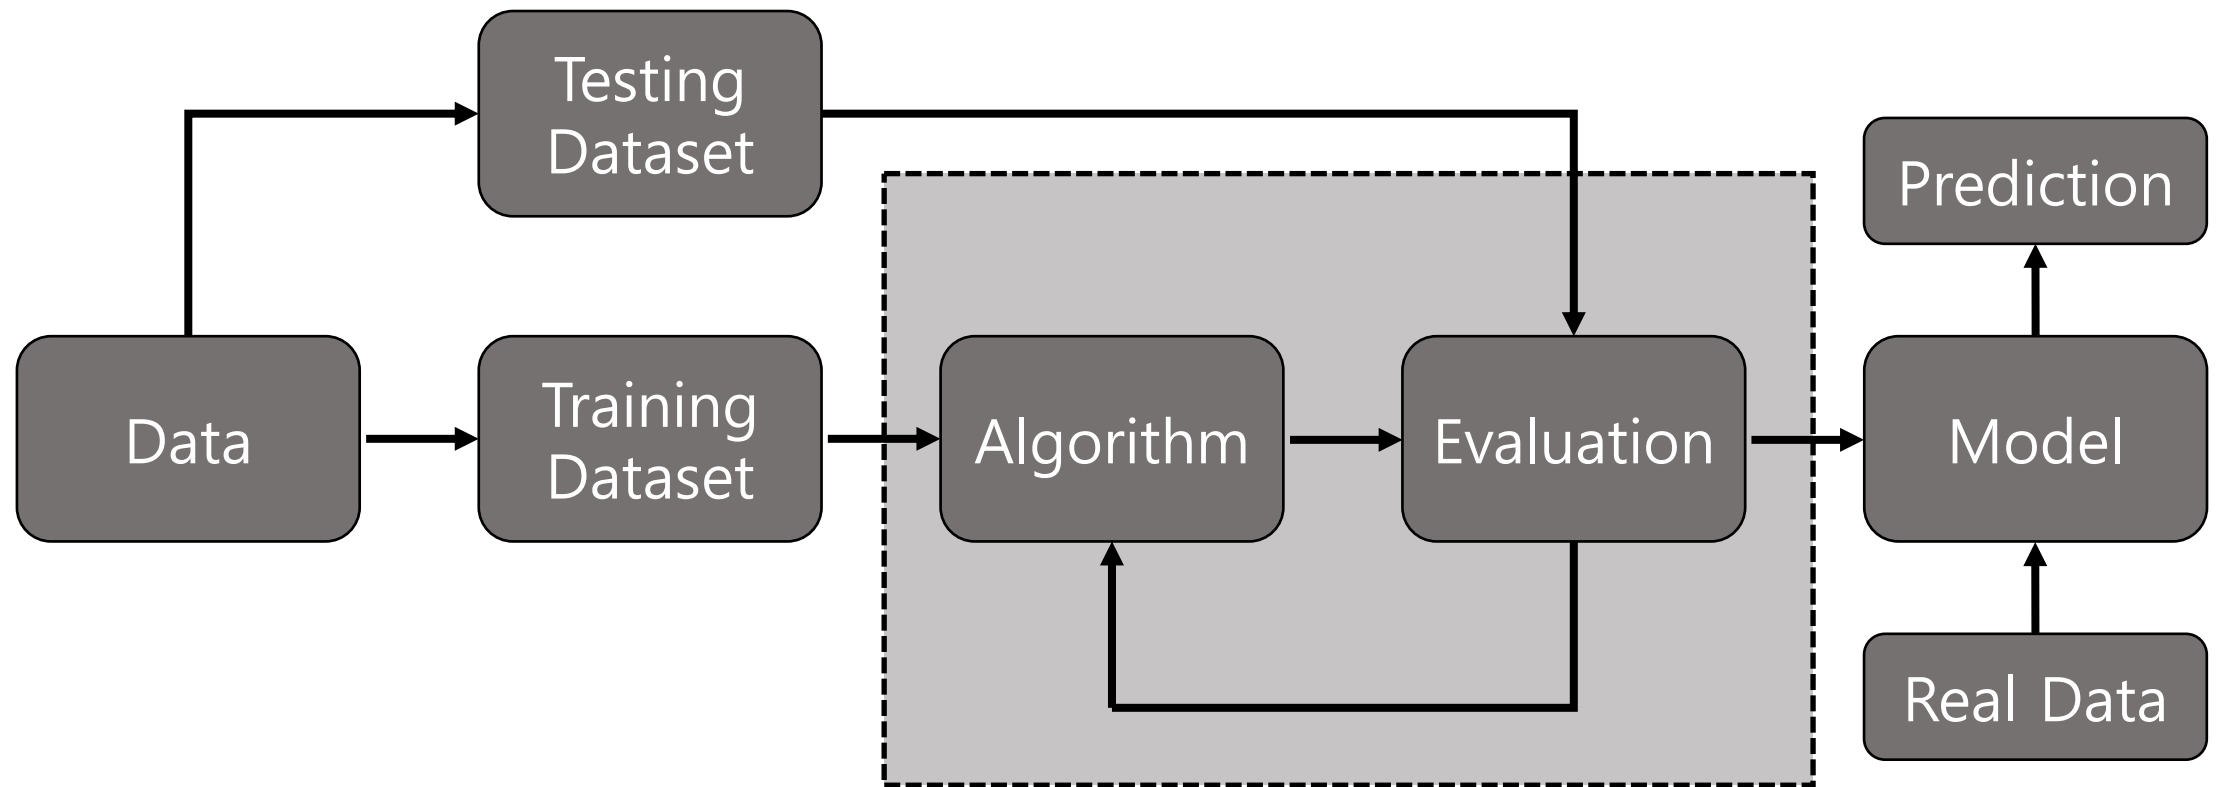 Testing
Dataset
Prediction
Data
Training
Dataset
Algorithm
Evaluation
Model
Real Data